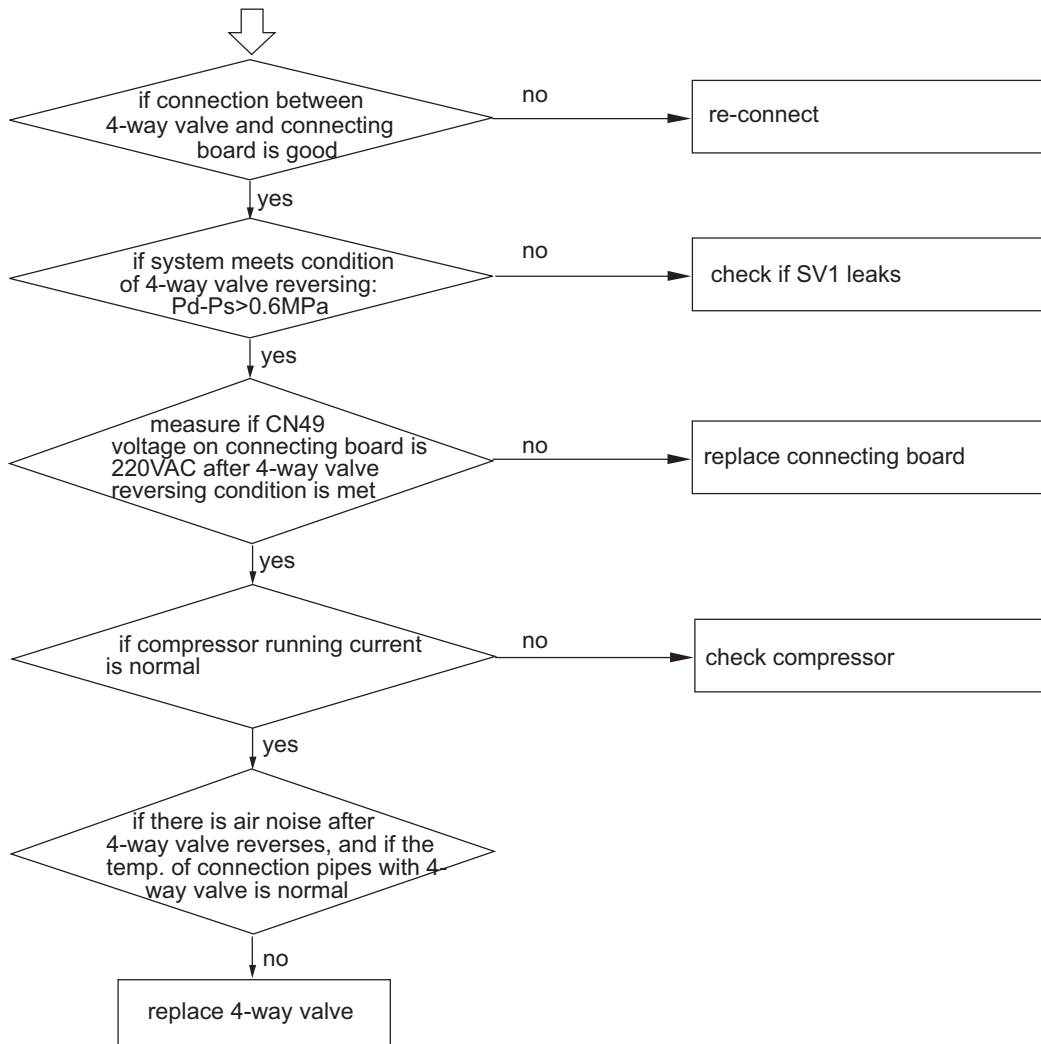 if connection between
4-way valve and connecting
board is good
no
re-connect
yes
if system meets condition
of 4-way valve reversing:
Pd-Ps>0.6MPa
no
check if SV1 leaks
yes
measure if CN49
voltage on connecting board is
220VAC after 4-way valve
reversing condition is met
no
replace connecting board
yes
if compressor running current
is normal
no
check compressor
yes
if there is air noise after
4-way valve reverses, and if the
temp. of connection pipes with 4-
way valve is normal
no
replace 4-way valve